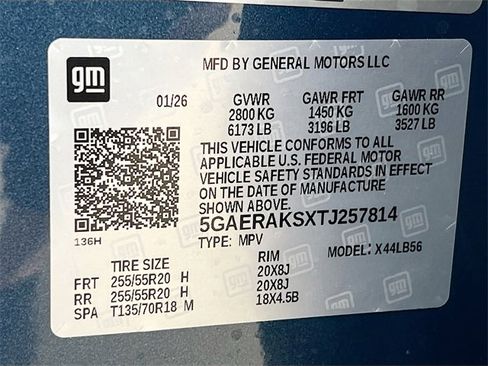 gm
MFD BY GENERAL MOTORS LLC
01/26 GVWR GAWR FRT GAWR RR
2800 KG 1450 KG 1600 KG
6173 LB 3196 LB 3527 LB
THIS VEHICLE CONFORMS TO ALL
APPLICABLE U.S. FEDERAL MOTOR
VEHICLE SAFETY STANDARDS IN EFFECT
ON THE DATE OF MANUFACTURE
SHOWN ABOVE.
5GAERAKSXTJ257814
136H
TYPE: MPV MODEL: X44LB56
TIRE SIZE RIM
FRT 255/55R20 H 20X8J
RR 255/55R20 H 20X8J
SPA T135/70R18 M 18X4.5B